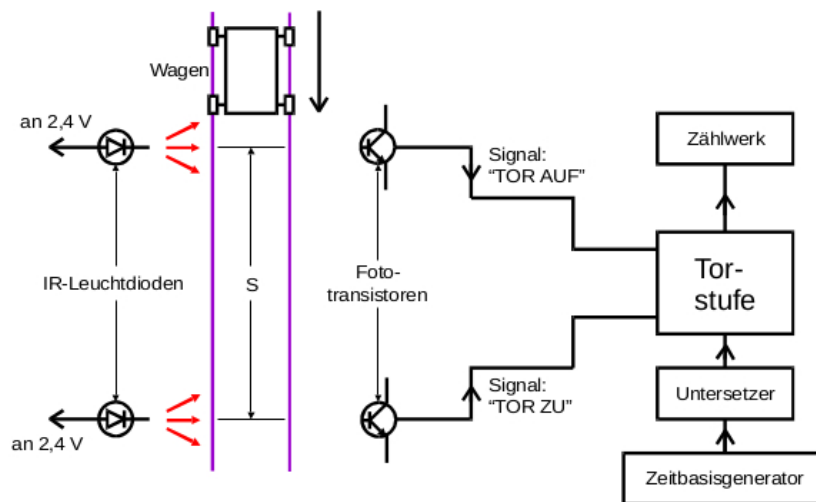 Wagen
an 2,4 V
Signal:
“TOR AUF”
Zählwerk
IR-Leuchtdioden
S
Foto-
transistoren
Tor-
stufe
Signal:
“TOR ZU”
Untersetzer
an 2,4 V
Zeitbasisgenerator